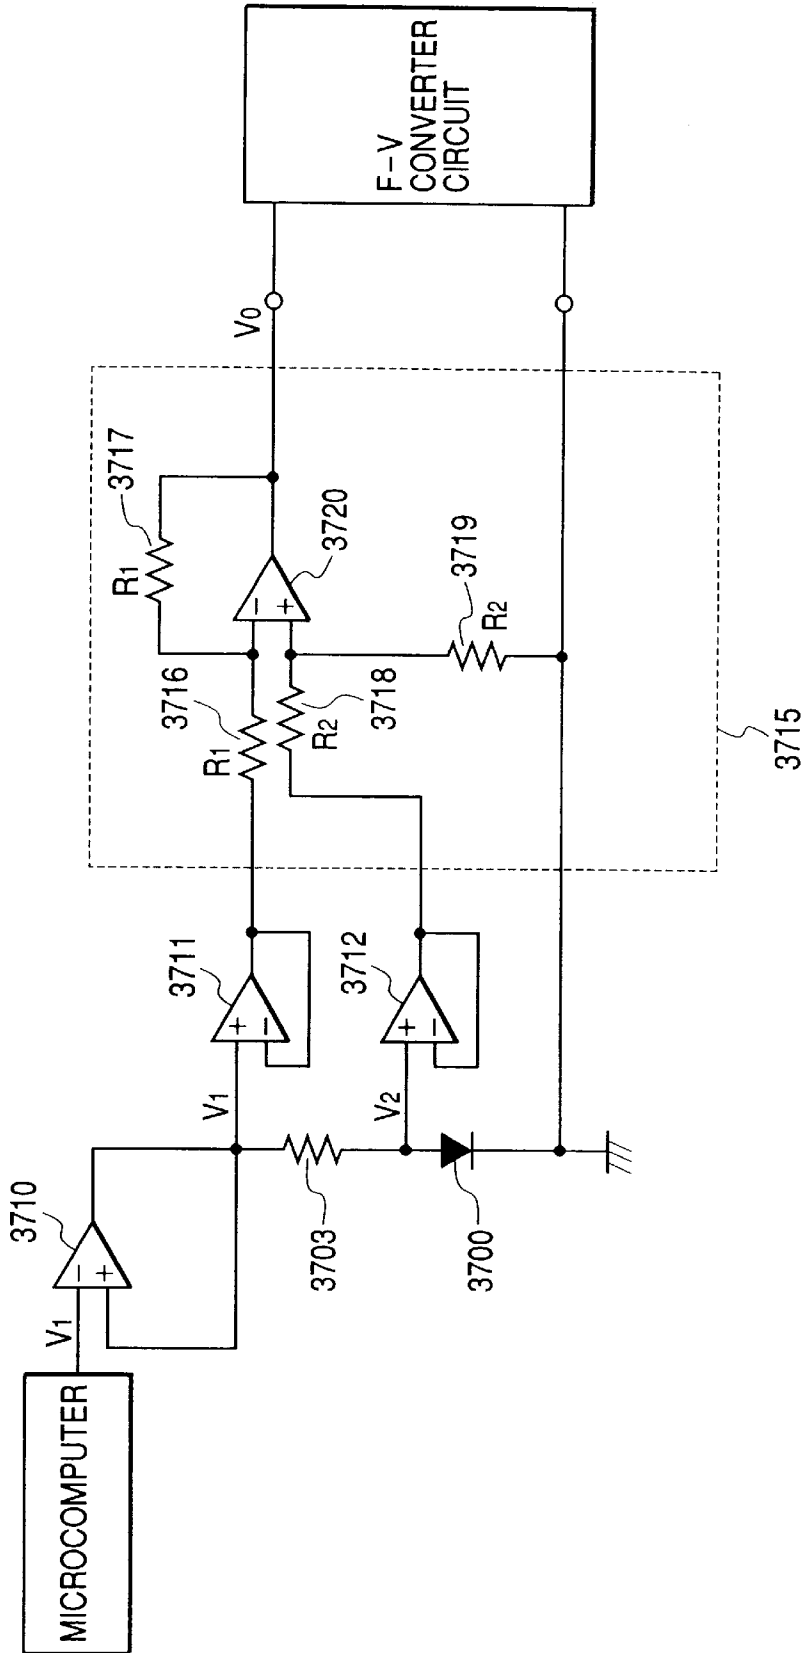 MICROCOMPUTER
V1
3710
−
+
V1
3711
+
−
3703
V2
3712
+
−
3700
3716
R1
R1
3717
−
+
3720
R2
3718
3719
R2
3715
V0
F-V
CONVERTER
CIRCUIT